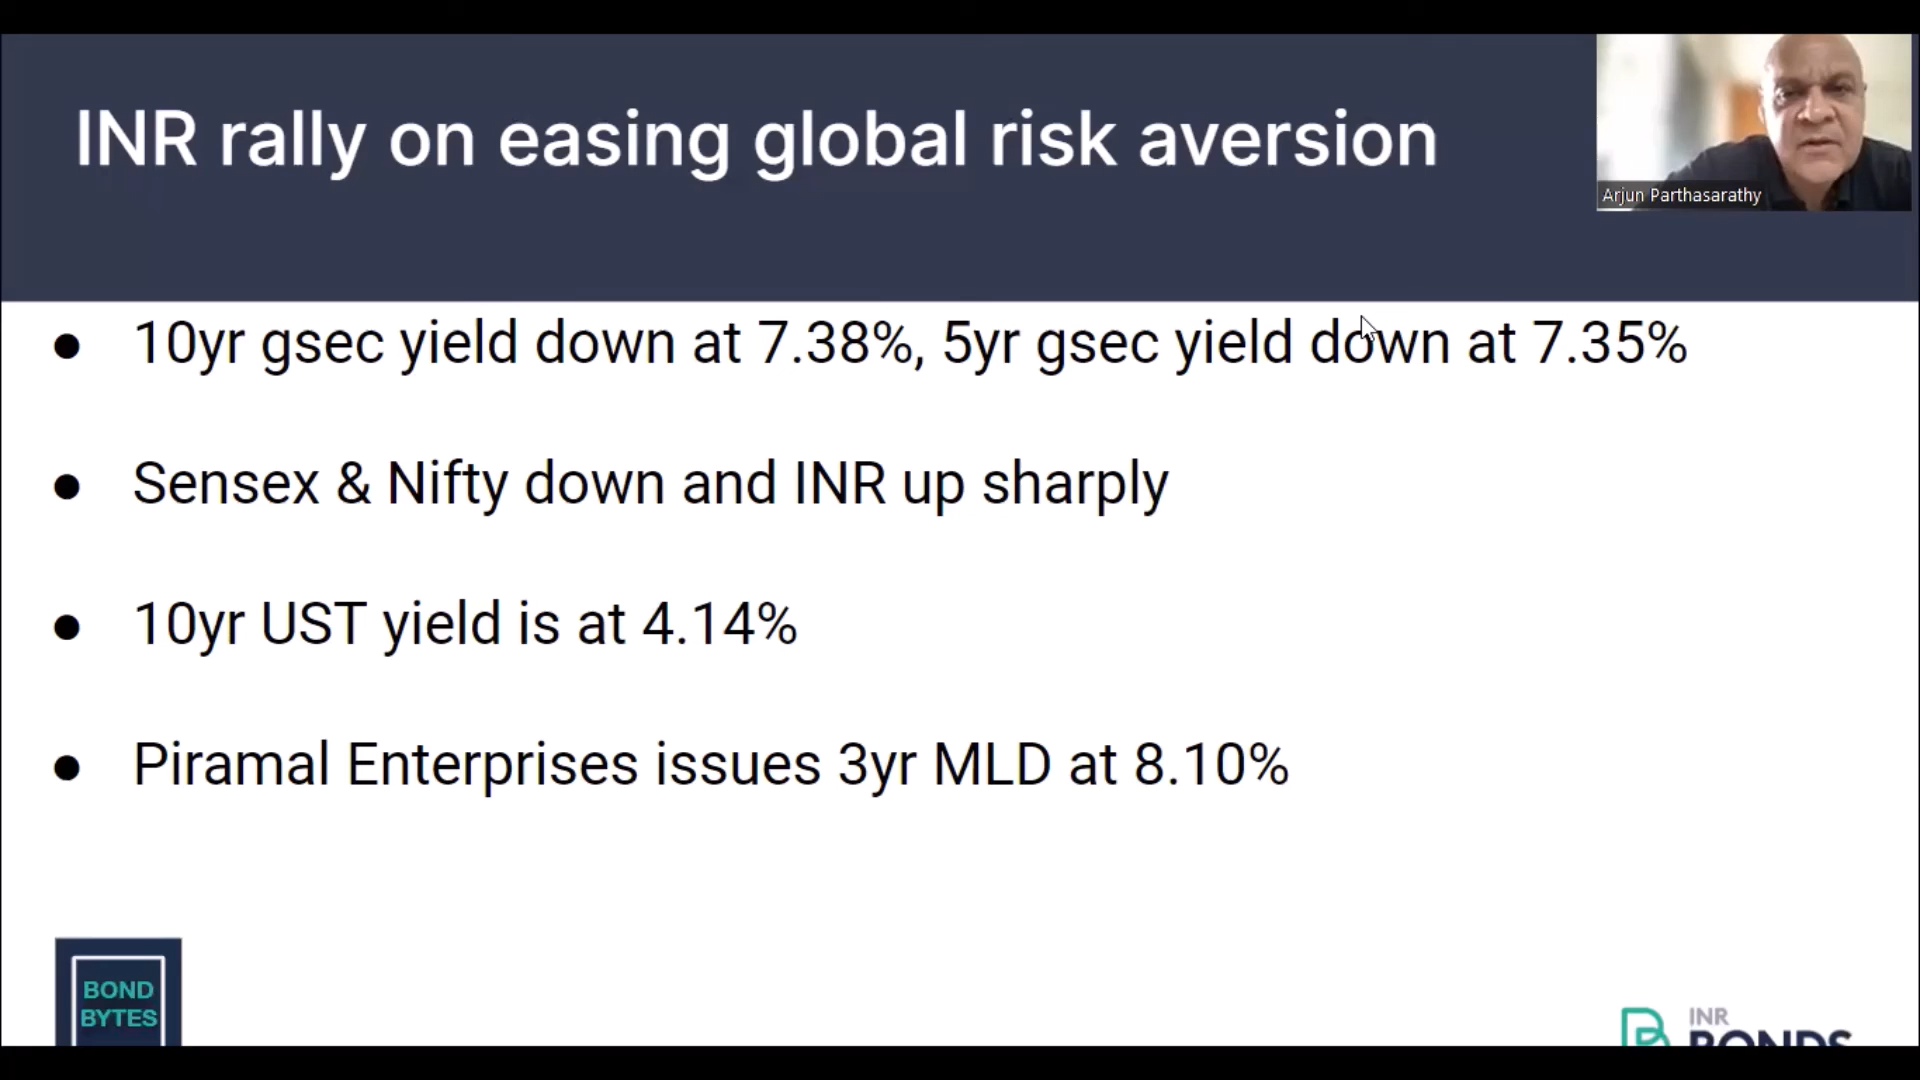 INR rally on easing global risk aversion
Arjun Parthasarathy
● 10yr gsec yield down at 7.38%, 5yr gsec yield down at 7.35%
● Sensex & Nifty down and INR up sharply
● 10yr UST yield is at 4.14%
● Piramal Enterprises issues 3yr MLD at 8.10%
BOND
BYTES
INR
BONDS